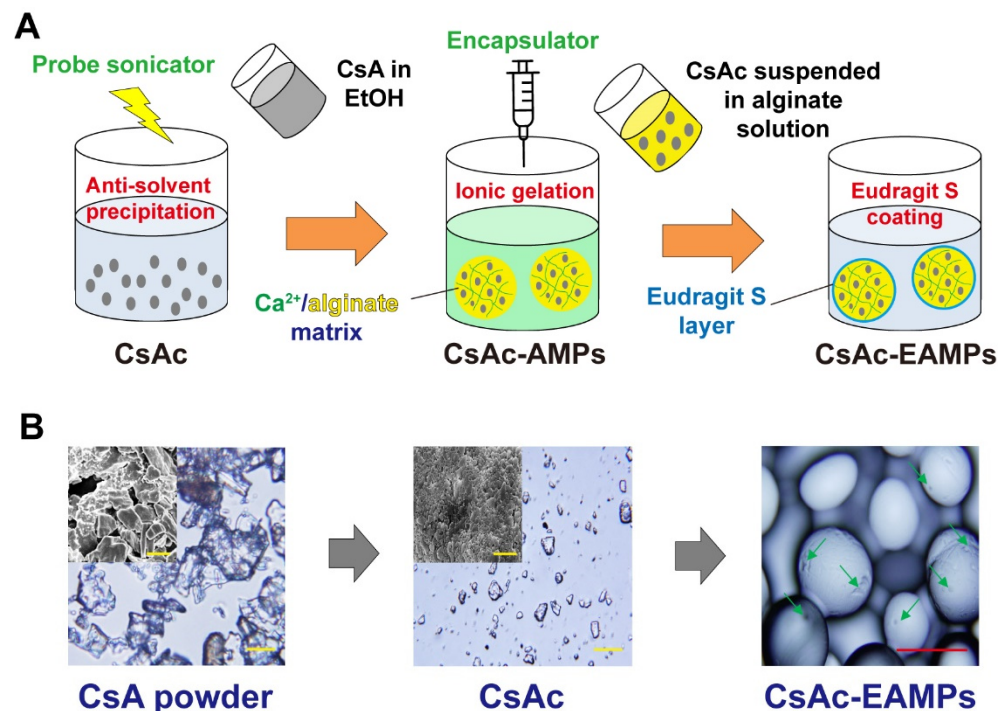 A
Probe sonicator
CsA in
EtOH
Encapsulator
CsAc suspended
in alginate
solution
Anti-solvent
precipitation
Ionic gelation
Eudragit S
coating
Ca²⁺/alginate
matrix
Eudragit S
layer
CsAc
CsAc-AMPs
CsAc-EAMPs
B
CsA powder
CsAc
CsAc-EAMPs